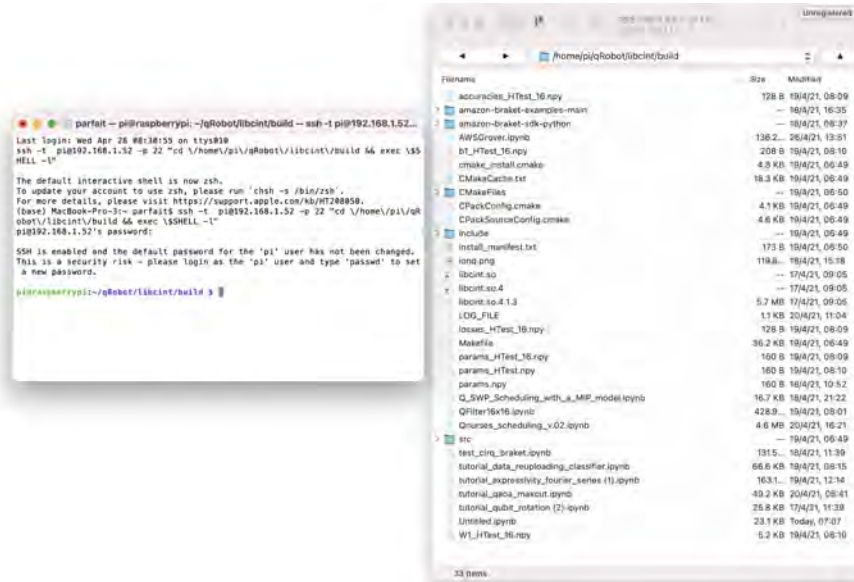 parfait — pi@raspberrypi: ~/qRobot/libcint/build — ssh -t pi@192.168.1.52...
Last login: Wed Apr 28 08:38:55 on ttys010
ssh -t  pi@192.168.1.52 -p 22 "cd \/home\/pi\/qRobot\/libcint\/build && exec \$S
HELL -l"
The default interactive shell is now zsh.
To update your account to use zsh, please run `chsh -s /bin/zsh`.
For more details, please visit https://support.apple.com/kb/HT208050.
(base) MacBook-Pro-3:~ parfait$ ssh -t  pi@192.168.1.52 -p 22 "cd \/home\/pi\/qR
obot\/libcint\/build && exec \$SHELL -l"
pi@192.168.1.52's password:
SSH is enabled and the default password for the 'pi' user has not been changed.
This is a security risk - please login as the 'pi' user and type 'passwd' to set
 a new password.
pi@raspberrypi:~/qRobot/libcint/build $
Unregistered
/home/pi/qRobot/libcint/build
Filename Size Modified
accuracies_HTest_16.npy 128 B 19/4/21, 08:09
amazon-braket-examples-main -- 18/4/21, 16:35
amazon-braket-sdk-python -- 18/4/21, 06:37
AWSGrover.ipynb 136.2... 26/4/21, 13:51
b1_HTest_16.npy 208 B 19/4/21, 08:10
cmake_install.cmake 4.8 KB 19/4/21, 06:49
CMakeCache.txt 18.3 KB 19/4/21, 06:49
CMakeFiles -- 19/4/21, 06:50
CPackConfig.cmake 4.1 KB 19/4/21, 06:49
CPackSourceConfig.cmake 4.6 KB 19/4/21, 06:49
include -- 19/4/21, 06:49
install_manifest.txt 173 B 19/4/21, 06:50
ionq.png 119.8... 18/4/21, 15:18
libcint.so -- 17/4/21, 09:05
libcint.so.4 -- 17/4/21, 09:05
libcint.so.4.1.3 5.7 MB 17/4/21, 09:05
LOG_FILE 1.1 KB 20/4/21, 11:04
losses_HTest_16.npy 128 B 19/4/21, 08:09
Makefile 36.2 KB 19/4/21, 06:49
params_HTest_16.npy 160 B 19/4/21, 08:09
params_HTest.npy 160 B 19/4/21, 08:10
params.npy 160 B 18/4/21, 10:52
Q_SWP_Scheduling_with_a_MIP_model.ipynb 16.7 KB 18/4/21, 21:22
QFilter16x16.ipynb 428.9... 19/4/21, 08:01
Qnurses_scheduling_v.02.ipynb 4.6 MB 20/4/21, 16:21
src -- 19/4/21, 06:49
test_cirq_braket.ipynb 131.5... 18/4/21, 11:39
tutorial_data_reuploading_classifier.ipynb 66.6 KB 19/4/21, 08:15
tutorial_expressivity_fourier_series (1).ipynb 163.1... 19/4/21, 12:14
tutorial_qaoa_maxcut.ipynb 49.2 KB 20/4/21, 06:41
tutorial_qubit_rotation (2).ipynb 25.8 KB 17/4/21, 11:39
Untitled.ipynb 23.1 KB Today, 07:07
W1_HTest_16.npy 5.2 KB 19/4/21, 08:10
33 items